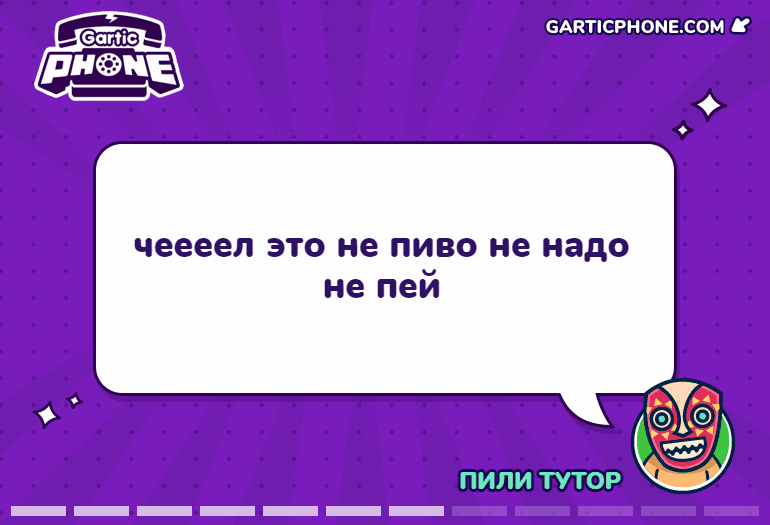 Gartic
PHONE
GARTICPHONE.COM
чеееел это не пиво не надо
не пей
ПИЛИ ТУТОР